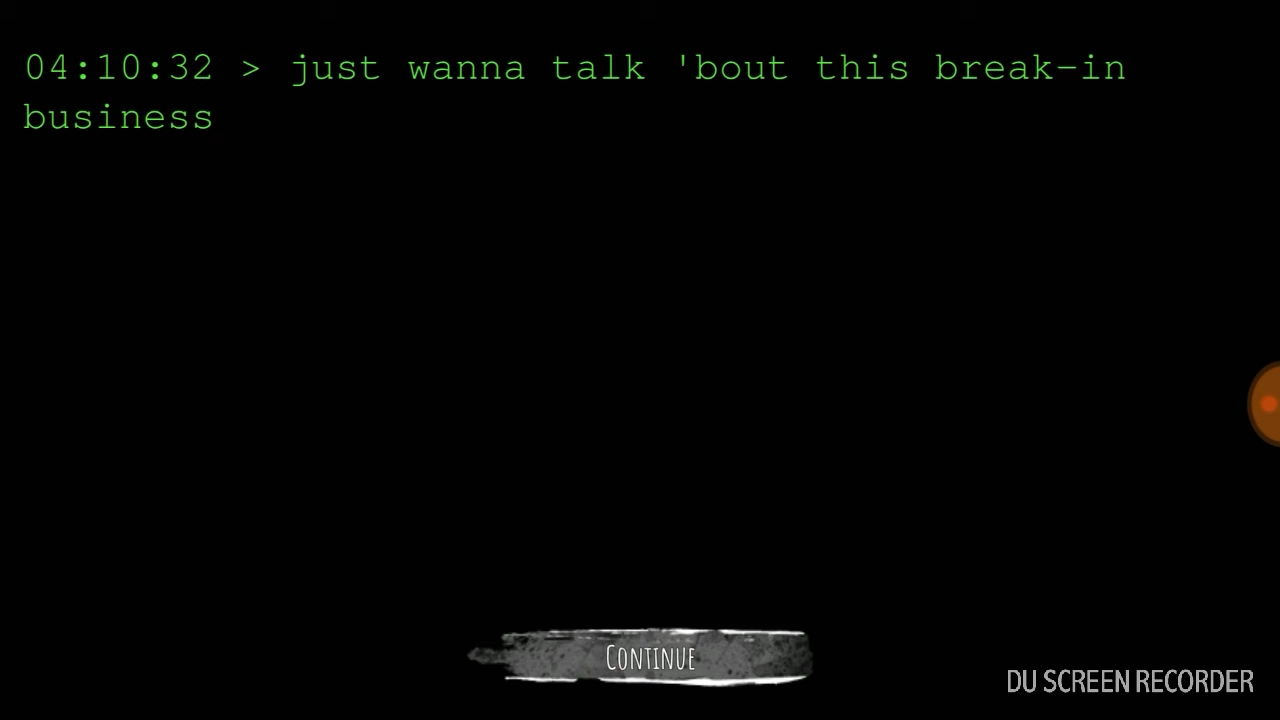 04:10:32 > just wanna talk 'bout this break-in
business
Continue
DU SCREEN RECORDER